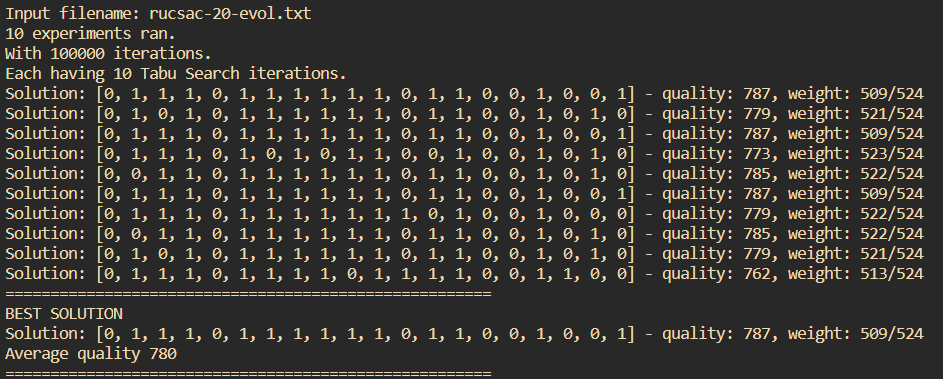 Input filename: rucsac-20-evol.txt
10 experiments ran.
With 100000 iterations.
Each having 10 Tabu Search iterations.
Solution: [0, 1, 1, 1, 0, 1, 1, 1, 1, 1, 1, 0, 1, 1, 0, 0, 1, 0, 0, 1] - quality: 787, weight: 509/524
Solution: [0, 1, 0, 1, 0, 1, 1, 1, 1, 1, 1, 0, 1, 1, 0, 0, 1, 0, 1, 0] - quality: 779, weight: 521/524
Solution: [0, 1, 1, 1, 0, 1, 1, 1, 1, 1, 1, 0, 1, 1, 0, 0, 1, 0, 0, 1] - quality: 787, weight: 509/524
Solution: [0, 1, 1, 1, 0, 1, 0, 1, 0, 1, 1, 0, 0, 1, 0, 0, 1, 0, 1, 0] - quality: 773, weight: 523/524
Solution: [0, 0, 1, 1, 0, 1, 1, 1, 1, 1, 1, 0, 1, 1, 0, 0, 1, 0, 1, 0] - quality: 785, weight: 522/524
Solution: [0, 1, 1, 1, 0, 1, 1, 1, 1, 1, 1, 0, 1, 1, 0, 0, 1, 0, 0, 1] - quality: 787, weight: 509/524
Solution: [0, 1, 1, 1, 0, 1, 1, 1, 1, 1, 1, 1, 0, 1, 0, 0, 1, 0, 0, 0] - quality: 779, weight: 522/524
Solution: [0, 0, 1, 1, 0, 1, 1, 1, 1, 1, 1, 0, 1, 1, 0, 0, 1, 0, 1, 0] - quality: 785, weight: 522/524
Solution: [0, 1, 0, 1, 0, 1, 1, 1, 1, 1, 1, 0, 1, 1, 0, 0, 1, 0, 1, 0] - quality: 779, weight: 521/524
Solution: [0, 1, 1, 1, 0, 1, 1, 1, 1, 0, 1, 1, 1, 1, 0, 0, 1, 1, 0, 0] - quality: 762, weight: 513/524
======================================================
BEST SOLUTION
Solution: [0, 1, 1, 1, 0, 1, 1, 1, 1, 1, 1, 0, 1, 1, 0, 0, 1, 0, 0, 1] - quality: 787, weight: 509/524
Average quality 780
======================================================